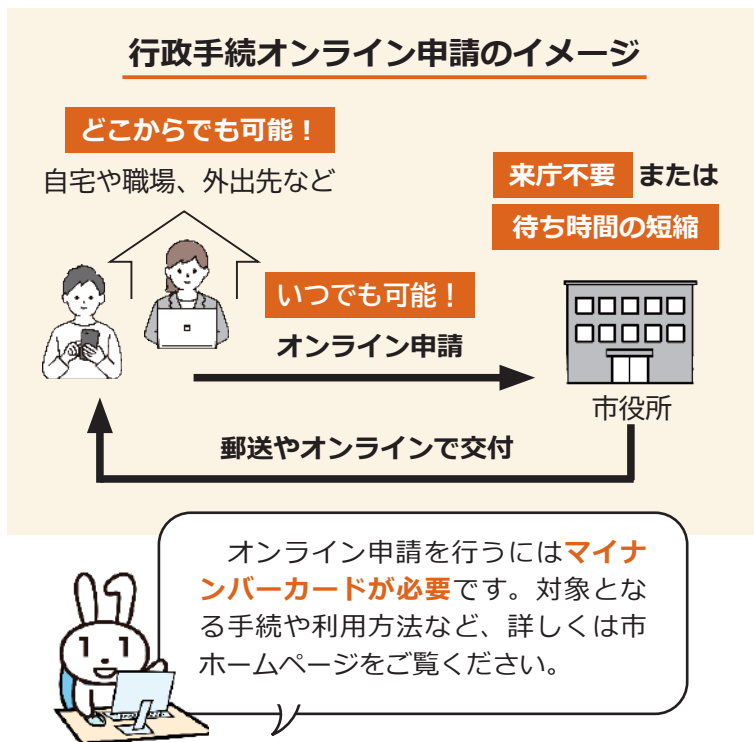 行政手続オンライン申請のイメージ
どこからでも可能！
自宅や職場、外出先など
来庁不要 または
待ち時間の短縮
いつでも可能！
オンライン申請
市役所
郵送やオンラインで交付
オンライン申請を行うにはマイナ
ンバーカードが必要です。対象とな
る手続や利用方法など、詳しくは市
ホームページをご覧ください。